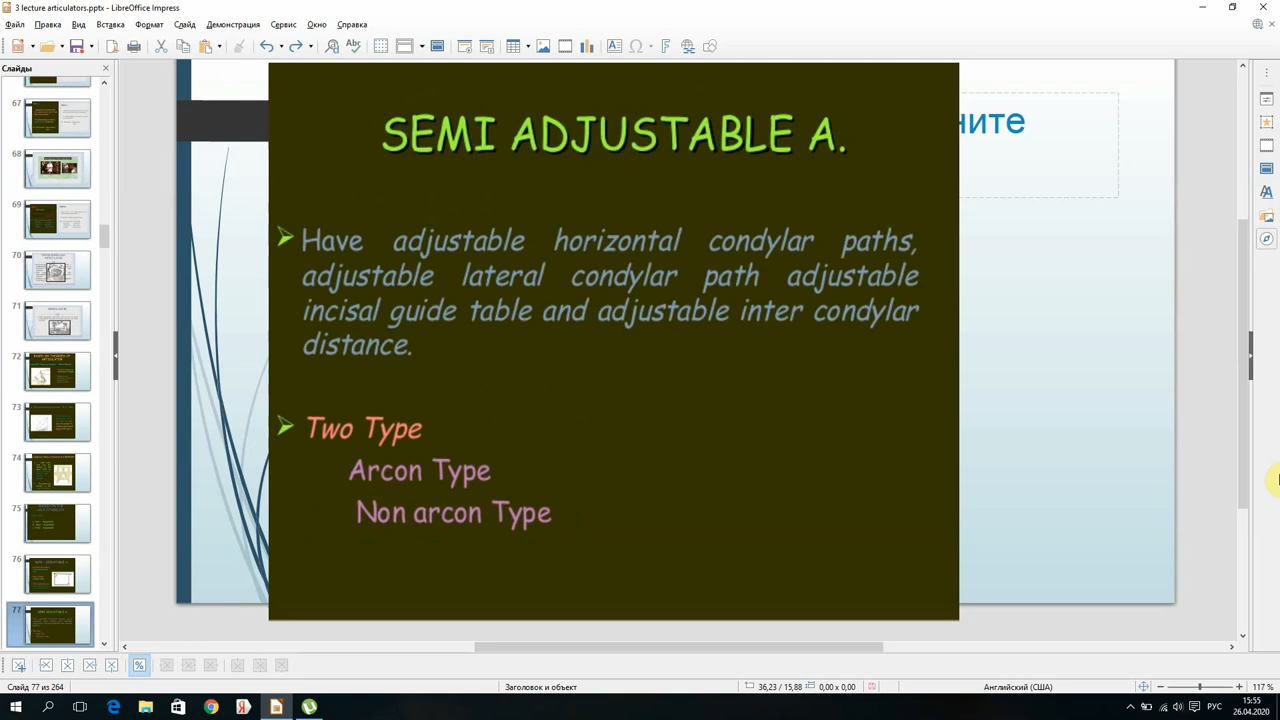 3 lecture articulators.pptx - LibreOffice Impress
Файл Правка Вид Вставка Формат Слайд Демонстрация Сервис Окно Справка
Слайды
SEMI ADJUSTABLE A.
ните
Have adjustable horizontal condylar paths,
adjustable lateral condylar path adjustable
incisal guide table and adjustable inter condylar
distance.
Two Type
Arcon Type
Non arcon Type
67
68
69
70
71
72
73
74
75
76
77
Слайд 77 из 264
Заголовок и объект
36,23 / 15,88
0,00 x 0,00
Английский (США)
117 %
РУС
15:55
26.04.2020